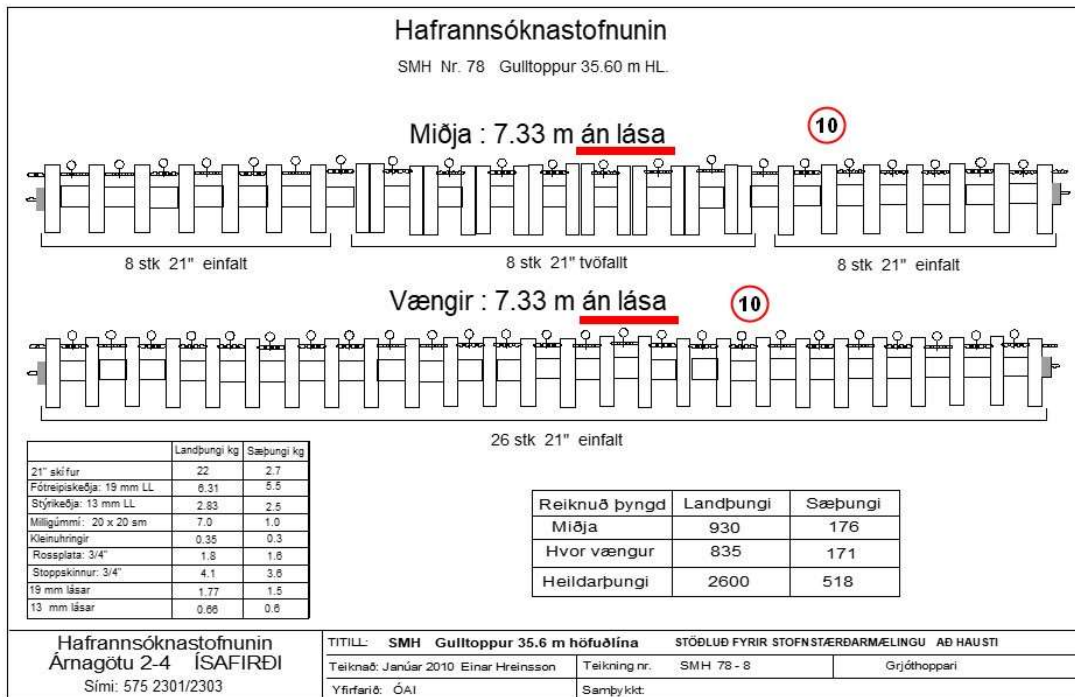 Hafrannsóknastofnunin
SMH Nr. 78 Gulltoppur 35.60 m HL.
Miðja : 7.33 m án lása
10
8 stk 21" einfalt
8 stk 21" tvöfallt
8 stk 21" einfalt
Vængir : 7.33 m án lása
10
26 stk 21" einfalt
Landþungi kg Sæþungi kg
21" skífur 22 2.7
Fótreipiskeðja: 19 mm LL 6.31 5.5
Stýrikeðja: 13 mm LL 2.83 2.5
Milligúmmí: 20 x 20 sm 7.0 1.0
Kleinuhringir 0.35 0.3
Rossplata: 3/4" 1.8 1.6
Stoppskinnur: 3/4" 4.1 3.6
19 mm lásar 1.77 1.5
13 mm lásar 0.66 0.6
Reiknuð þyngd Landþungi Sæþungi
Miðja 930 176
Hvor vængur 835 171
Heildarþungi 2600 518
Hafrannsóknastofnunin
Árnagötu 2-4 ÍSAFIRÐI
Sími: 575 2301/2303
TITILL: SMH Gulltoppur 35.6 m höfuðlína STÖÐLUÐ FYRIR STOFNSTÆRÐARMÆLINGU AÐ HAUSTI
Teiknað: Janúar 2010 Einar Hreinsson Teikning nr. SMH 78 - 8 Grjóthoppari
Yfirfarið: ÓAI Samþykkt: